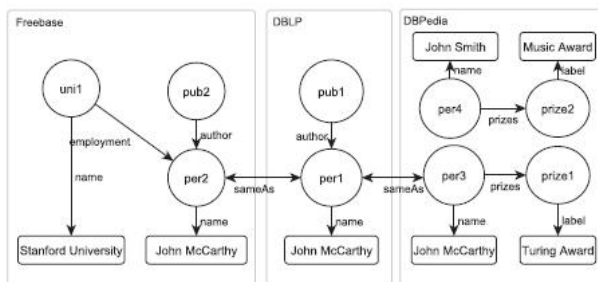 Freebase
DBLP
DBPedia
John Smith
Music Award
name
label
uni1
pub2
pub1
per4
prize2
prizes
employment
author
author
name
per2
sameAs
per1
sameAs
per3
prizes
prize1
name
name
name
label
Stanford University
John McCarthy
John McCarthy
John McCarthy
Turing Award